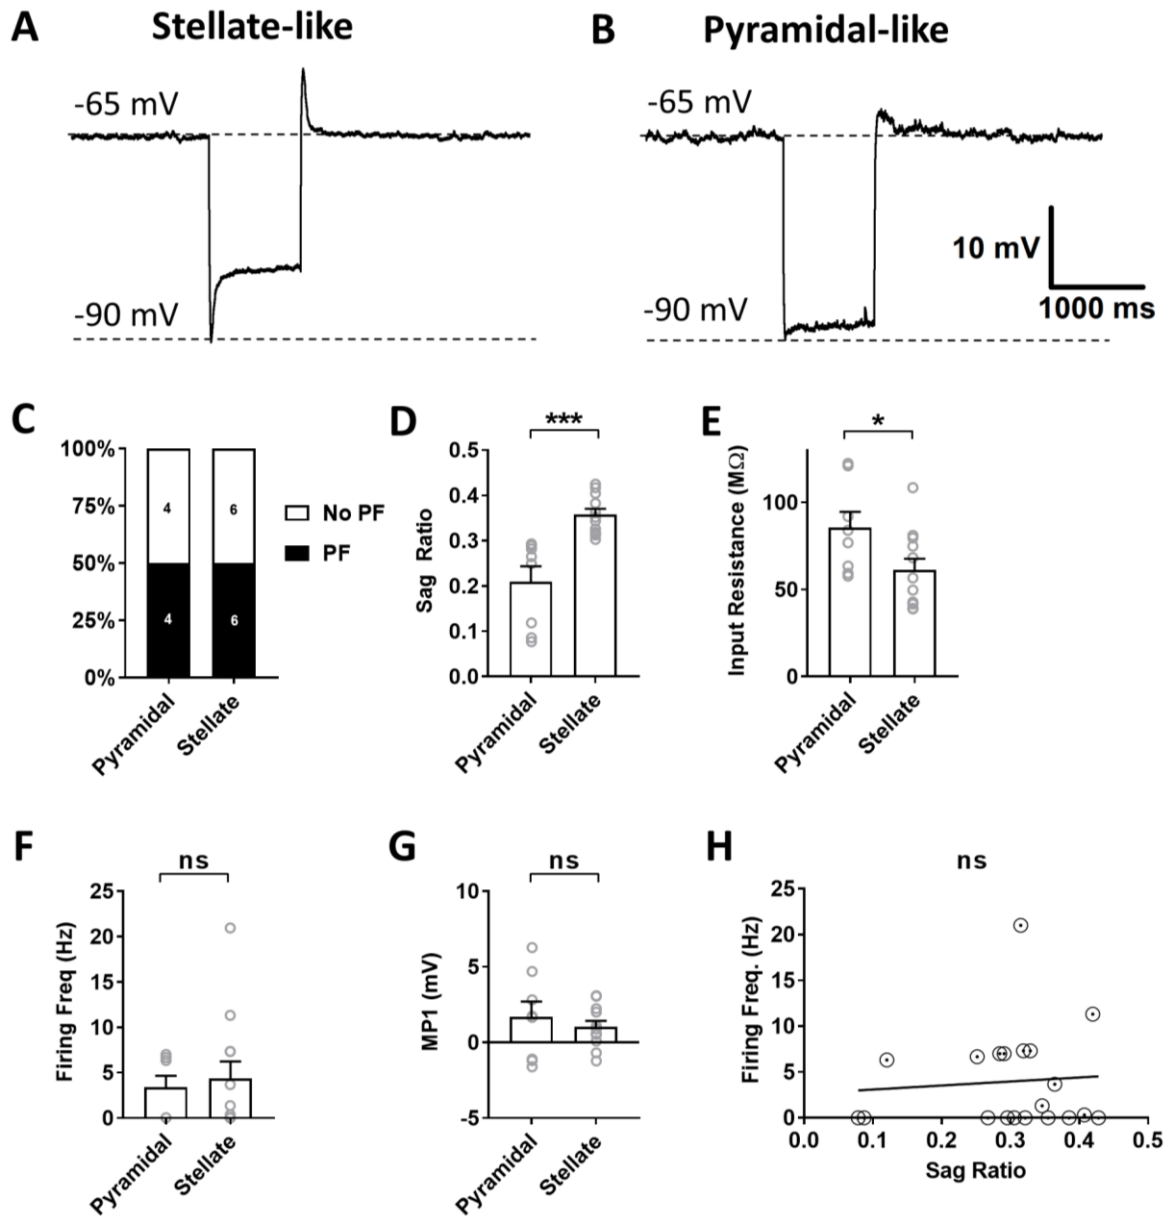 A Stellate-like
B Pyramidal-like
-65 mV
-65 mV
-90 mV
-90 mV
10 mV
1000 ms
C
100%
75%
50%
25%
0%
4
6
4
6
No PF
PF
Pyramidal
Stellate
D
***
Sag Ratio
0.5
0.4
0.3
0.2
0.1
0.0
Pyramidal
Stellate
E
*
Input Resistance (MΩ)
100
50
0
Pyramidal
Stellate
F
ns
Firing Freq (Hz)
25
20
15
10
5
0
Pyramidal
Stellate
G
ns
MP1 (mV)
10
5
0
-5
Pyramidal
Stellate
H
ns
Firing Freq. (Hz)
25
20
15
10
5
0
0.0 0.1 0.2 0.3 0.4 0.5
Sag Ratio